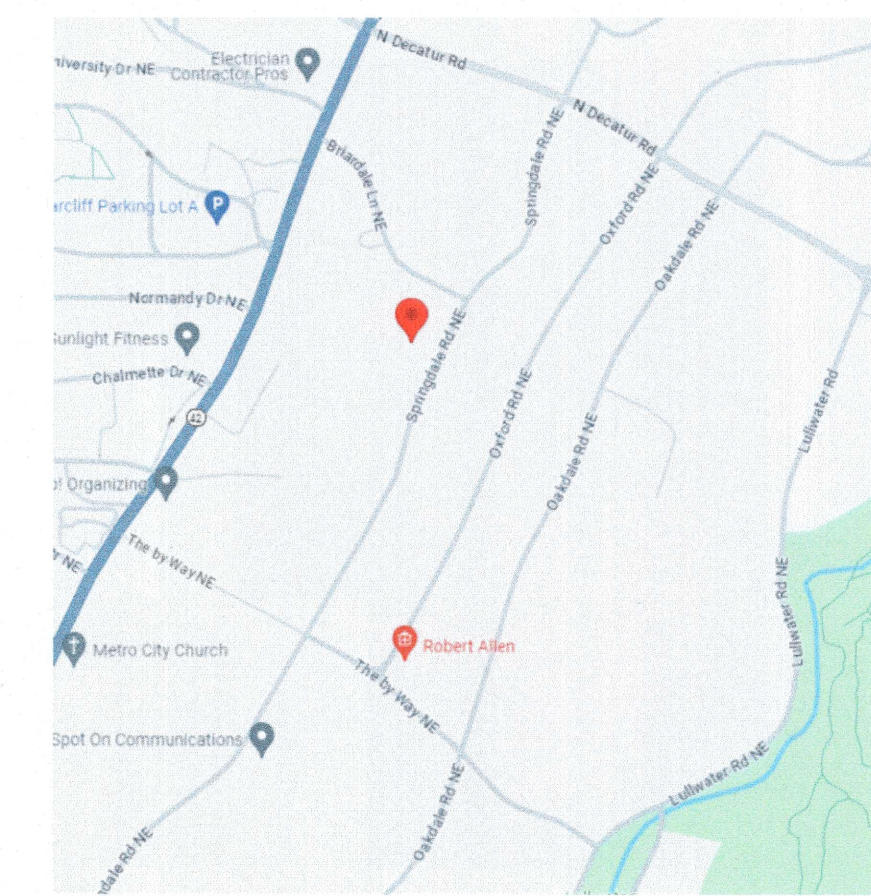 N Decatur Rd
niversity Dr NE
Electrician
Contractor Pros
N Decatur Rd
Briardale Ln NE
Springdale Rd NE
Oxford Rd NE
arcliff Parking Lot A
P
Oakdale Rd NE
Normandy Dr NE
Sunlight Fitness
Springdale Rd NE
Chalmette Dr NE
42
Oxford Rd NE
Lullwater Rd
Oakdale Rd NE
o! Organizing
The by Way NE
r NE
Lullwater Rd NE
Metro City Church
Robert Allen
The by Way NE
Spot On Communications
Lullwater Rd NE
Oakdale Rd NE
dale Rd NE